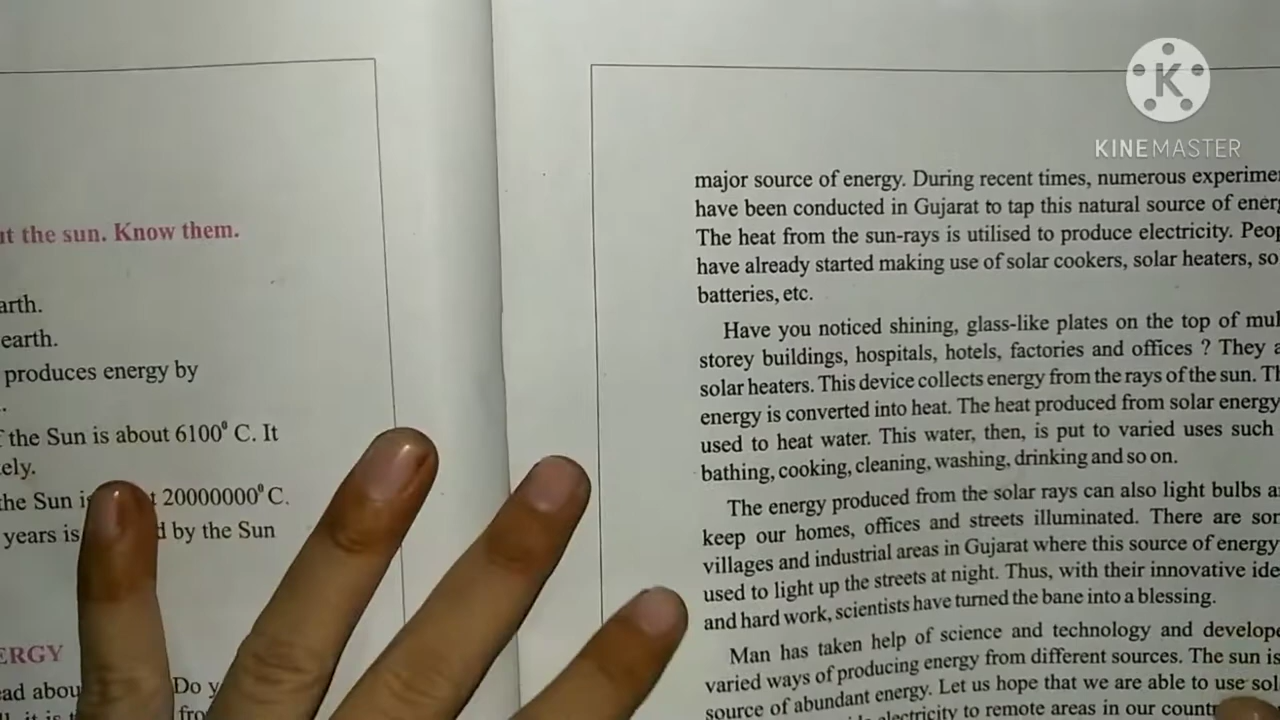 ut the sun. Know them.
arth.
earth.
produces energy by
the Sun is about 6100⁰ C. It
ely.
the Sun is 20000000⁰ C.
years is d by the Sun
ERGY
ad abou Do y
it is fro
major source of energy. During recent times, numerous experime
have been conducted in Gujarat to tap this natural source of ener
The heat from the sun-rays is utilised to produce electricity. Peop
have already started making use of solar cookers, solar heaters, so
batteries, etc.
Have you noticed shining, glass-like plates on the top of mul
storey buildings, hospitals, hotels, factories and offices ? They a
solar heaters. This device collects energy from the rays of the sun. Th
energy is converted into heat. The heat produced from solar energy
used to heat water. This water, then, is put to varied uses such
bathing, cooking, cleaning, washing, drinking and so on.
The energy produced from the solar rays can also light bulbs a
keep our homes, offices and streets illuminated. There are som
villages and industrial areas in Gujarat where this source of energy
used to light up the streets at night. Thus, with their innovative ide
and hard work, scientists have turned the bane into a blessing.
Man has taken help of science and technology and develope
varied ways of producing energy from different sources. The sun is
source of abundant energy. Let us hope that we are able to use sol
electricity to remote areas in our count
K
KINEMASTER